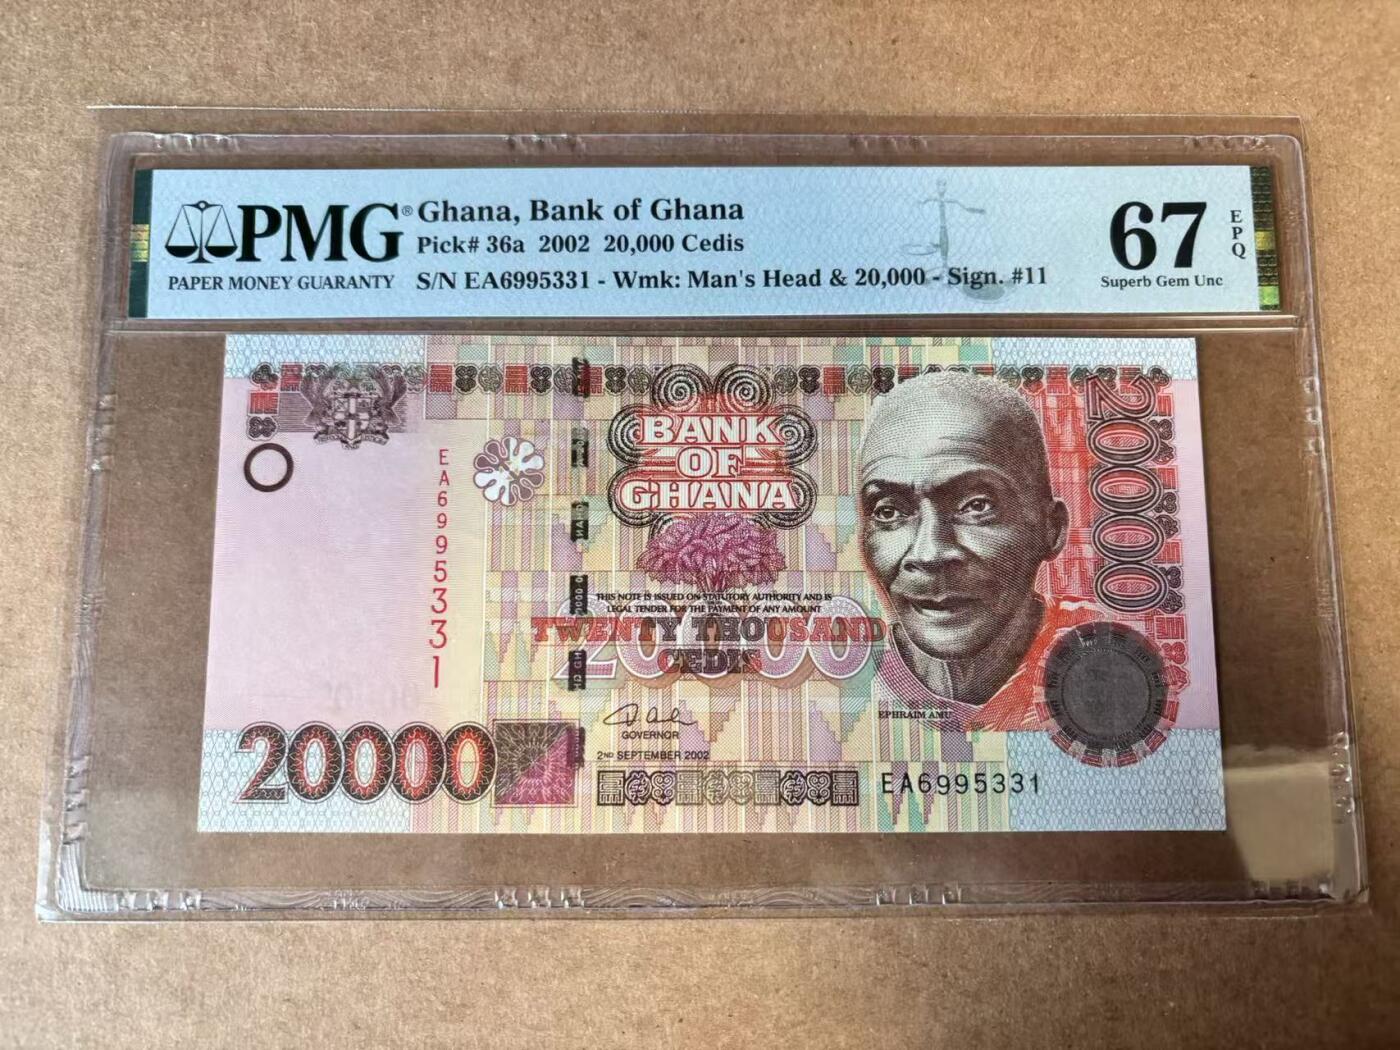 PMG®
PAPER MONEY GUARANTY
Ghana, Bank of Ghana
Pick# 36a 2002 20,000 Cedis
S/N EA6995331 - Wmk: Man's Head & 20,000 - Sign. #11
67
EPQ
Superb Gem Unc
EA6995331
BANK
OF
GHANA
THIS NOTE IS ISSUED ON STATUTORY AUTHORITY AND IS
LEGAL TENDER FOR THE PAYMENT OF ANY AMOUNT
TWENTY THOUSAND
CEDIS
20000
GOVERNOR
2ND SEPTEMBER 2002
EPHRAIM AMU
20000
20000
EA6995331